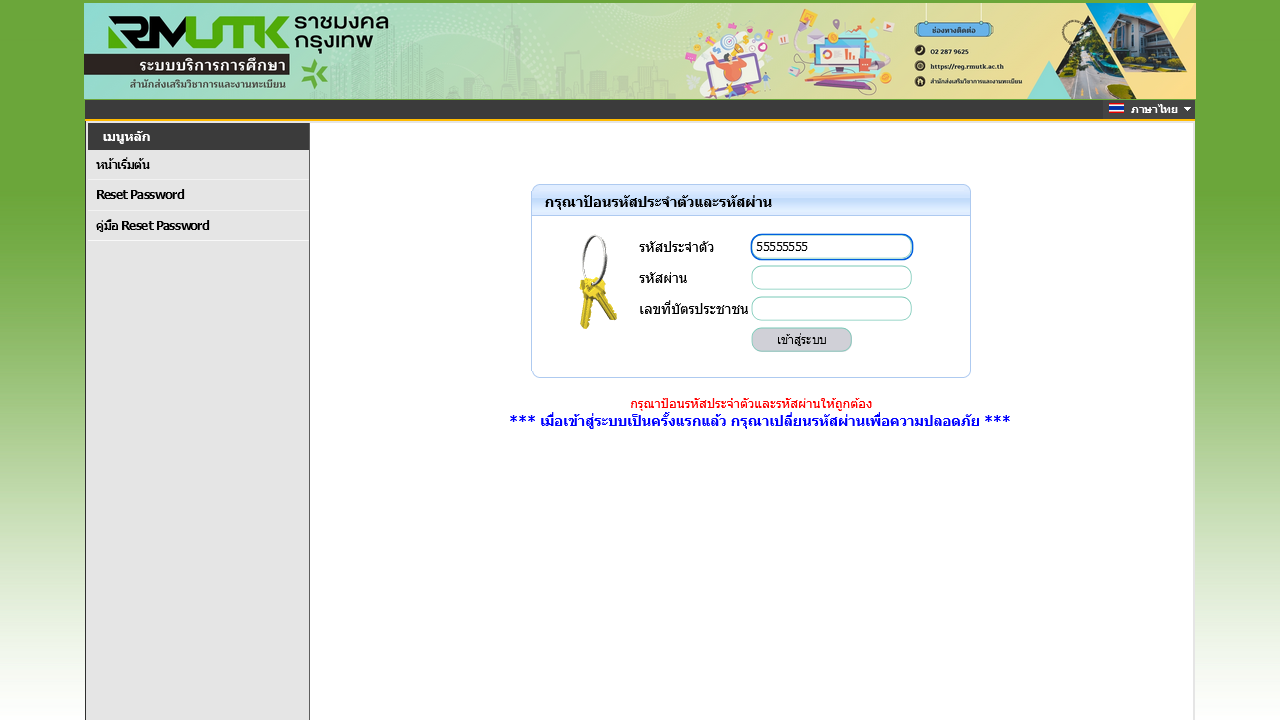 RMUTK ราชมงคล
กรุงเทพ
ระบบบริการการศึกษา
สำนักส่งเสริมวิชาการและงานทะเบียน
ช่องทางติดต่อ
02 287 9625
https://reg.rmutk.ac.th
สำนักส่งเสริมวิชาการและงานทะเบียน
ภาษาไทย
เมนูหลัก
หน้าเริ่มต้น
Reset Password
คู่มือ Reset Password
กรุณาป้อนรหัสประจำตัวและรหัสผ่าน
รหัสประจำตัว 55555555
รหัสผ่าน
เลขที่บัตรประชาชน
เข้าสู่ระบบ
กรุณาป้อนรหัสประจำตัวและรหัสผ่านให้ถูกต้อง
*** เมื่อเข้าสู่ระบบเป็นครั้งแรกแล้ว กรุณาเปลี่ยนรหัสผ่านเพื่อความปลอดภัย ***